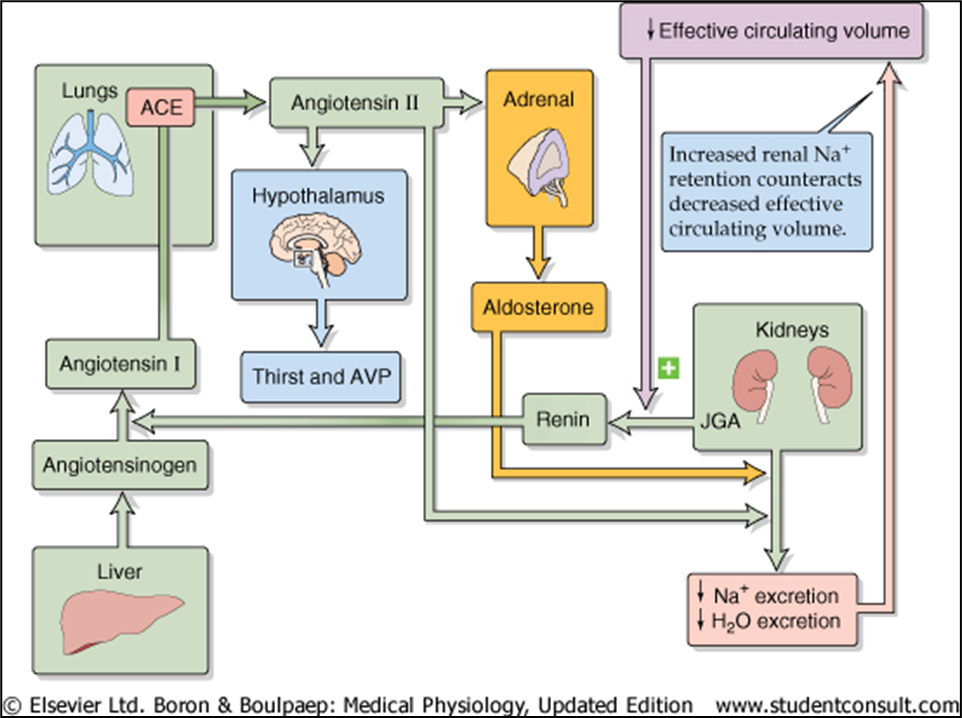 ↓ Effective circulating volume
Lungs
ACE
Angiotensin II
Adrenal
Increased renal Na⁺
retention counteracts
decreased effective
circulating volume.
Hypothalamus
Aldosterone
Kidneys
Angiotensin I
Thirst and AVP
+
Renin
JGA
Angiotensinogen
Liver
↓ Na⁺ excretion
↓ H₂O excretion
© Elsevier Ltd. Boron & Boulpaep: Medical Physiology, Updated Edition www.studentconsult.com